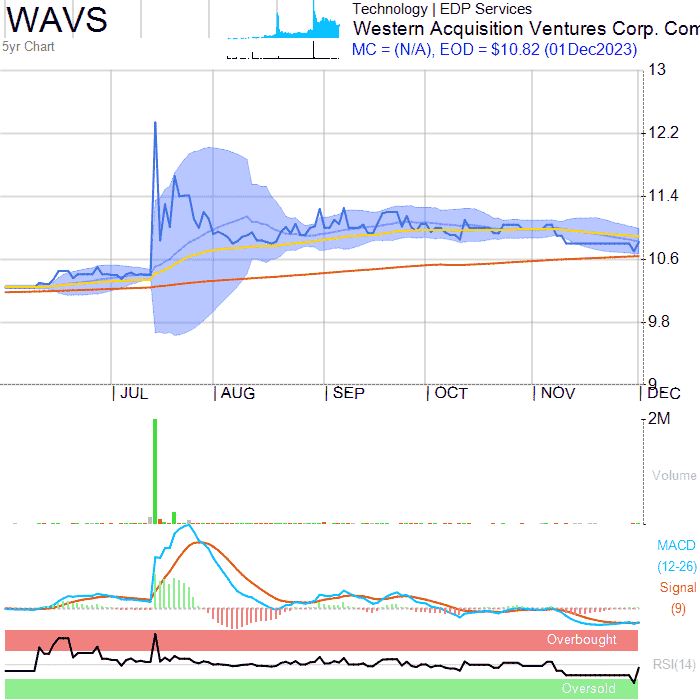 WAVS
5yr Chart
Technology | EDP Services
Western Acquisition Ventures Corp. Com
MC = (N/A), EOD = $10.82 (01Dec2023)
13
12.2
11.4
10.6
9.8
9
JUL AUG SEP OCT NOV DEC
2M
Volume
MACD
(12-26)
Signal
(9)
Overbought
RSI(14)
Oversold